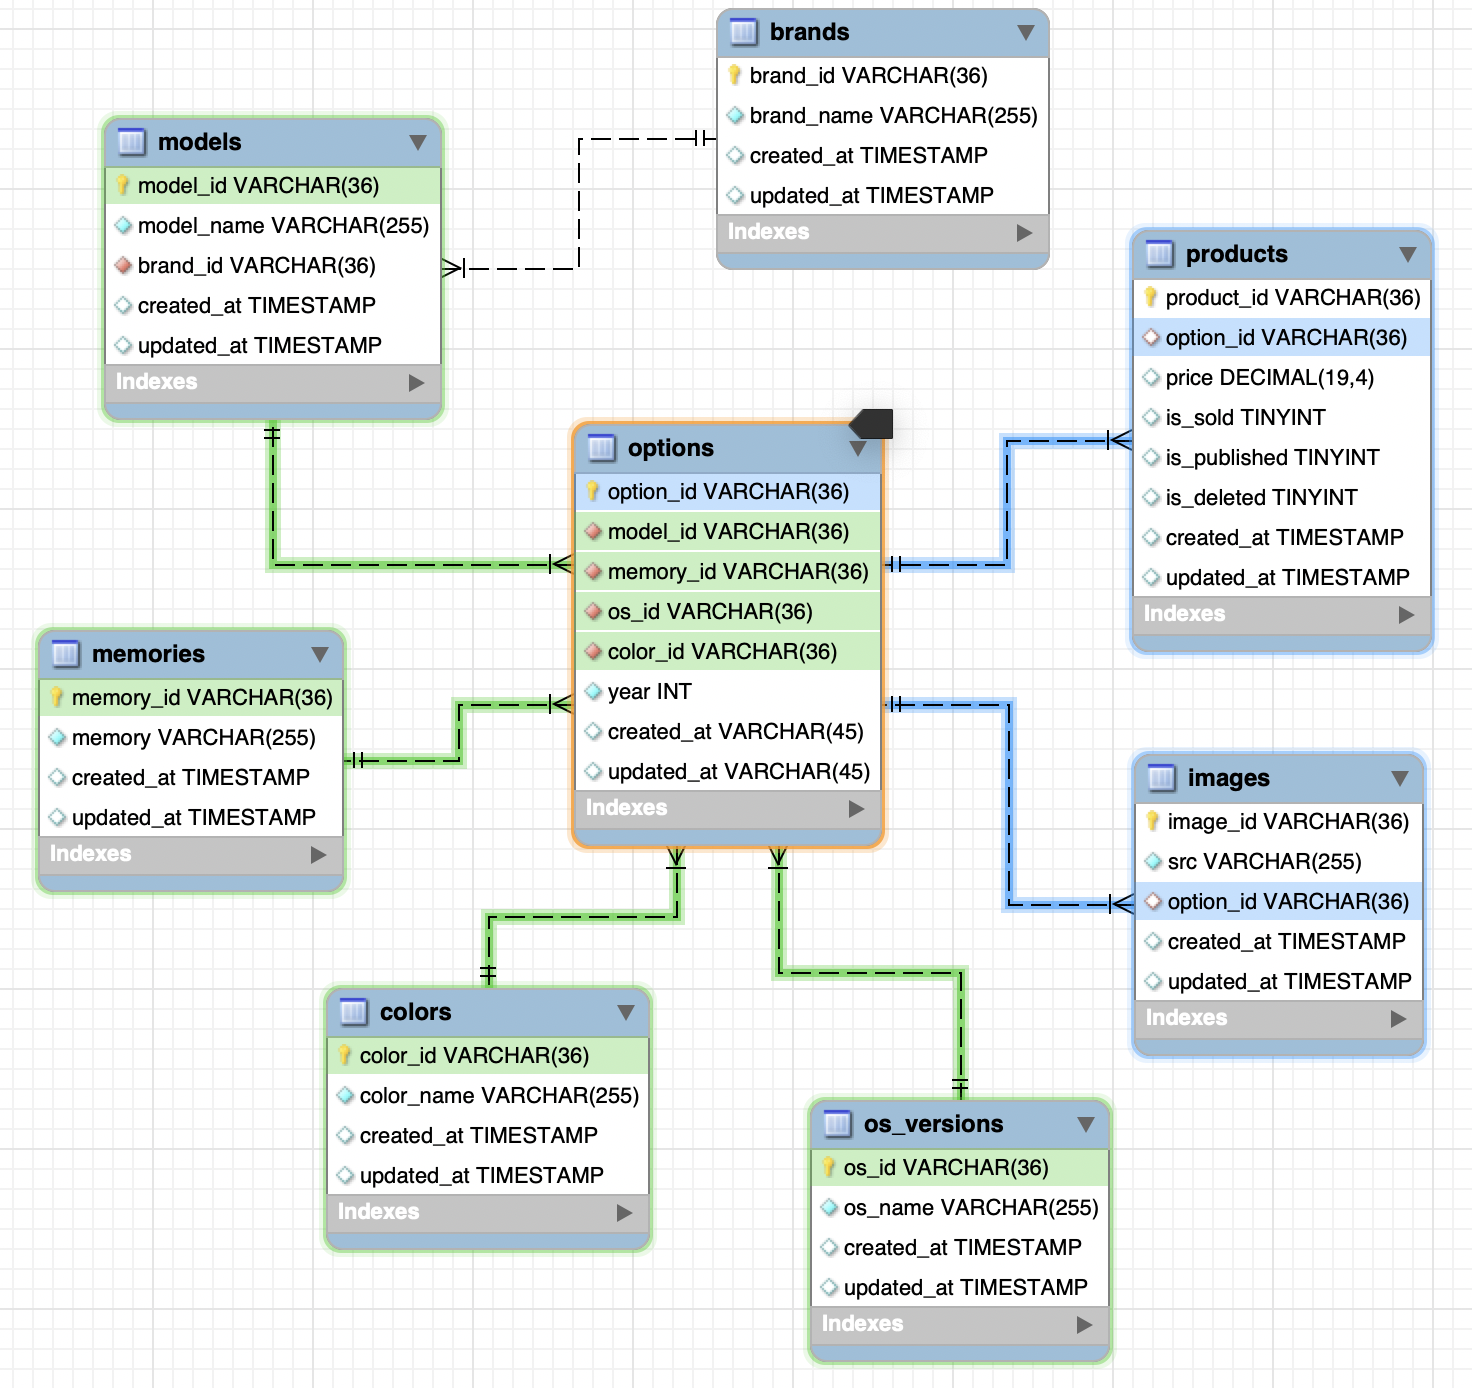 brands
brand_id VARCHAR(36)
brand_name VARCHAR(255)
created_at TIMESTAMP
updated_at TIMESTAMP
Indexes
models
model_id VARCHAR(36)
model_name VARCHAR(255)
brand_id VARCHAR(36)
created_at TIMESTAMP
updated_at TIMESTAMP
Indexes
products
product_id VARCHAR(36)
option_id VARCHAR(36)
price DECIMAL(19,4)
is_sold TINYINT
is_published TINYINT
is_deleted TINYINT
created_at TIMESTAMP
updated_at TIMESTAMP
Indexes
options
option_id VARCHAR(36)
model_id VARCHAR(36)
memory_id VARCHAR(36)
os_id VARCHAR(36)
color_id VARCHAR(36)
year INT
created_at VARCHAR(45)
updated_at VARCHAR(45)
Indexes
memories
memory_id VARCHAR(36)
memory VARCHAR(255)
created_at TIMESTAMP
updated_at TIMESTAMP
Indexes
images
image_id VARCHAR(36)
src VARCHAR(255)
option_id VARCHAR(36)
created_at TIMESTAMP
updated_at TIMESTAMP
Indexes
colors
color_id VARCHAR(36)
color_name VARCHAR(255)
created_at TIMESTAMP
updated_at TIMESTAMP
Indexes
os_versions
os_id VARCHAR(36)
os_name VARCHAR(255)
created_at TIMESTAMP
updated_at TIMESTAMP
Indexes